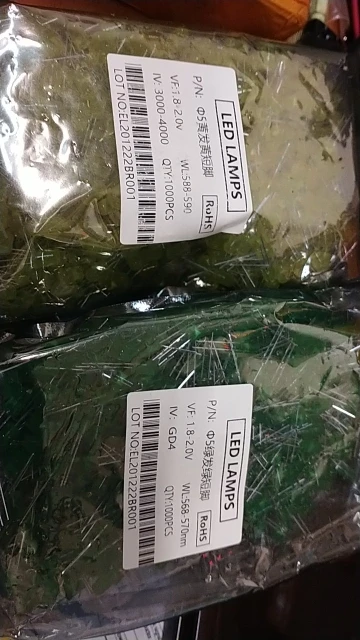 LED LAMPS
P/N: Φ5黄发黄短脚 RoHS
VF:1.8-2.0v WL:588-590
IV: 3000-4000 QTY:1000PCS
LOT NO:EL201222BR001
LED LAMPS
P/N: Φ5绿发绿短脚 RoHS
VF: 1.8-2.0V WL:568-570nm
IV: GD4 QTY:1000PCS
LOT NO:EL201222BR001